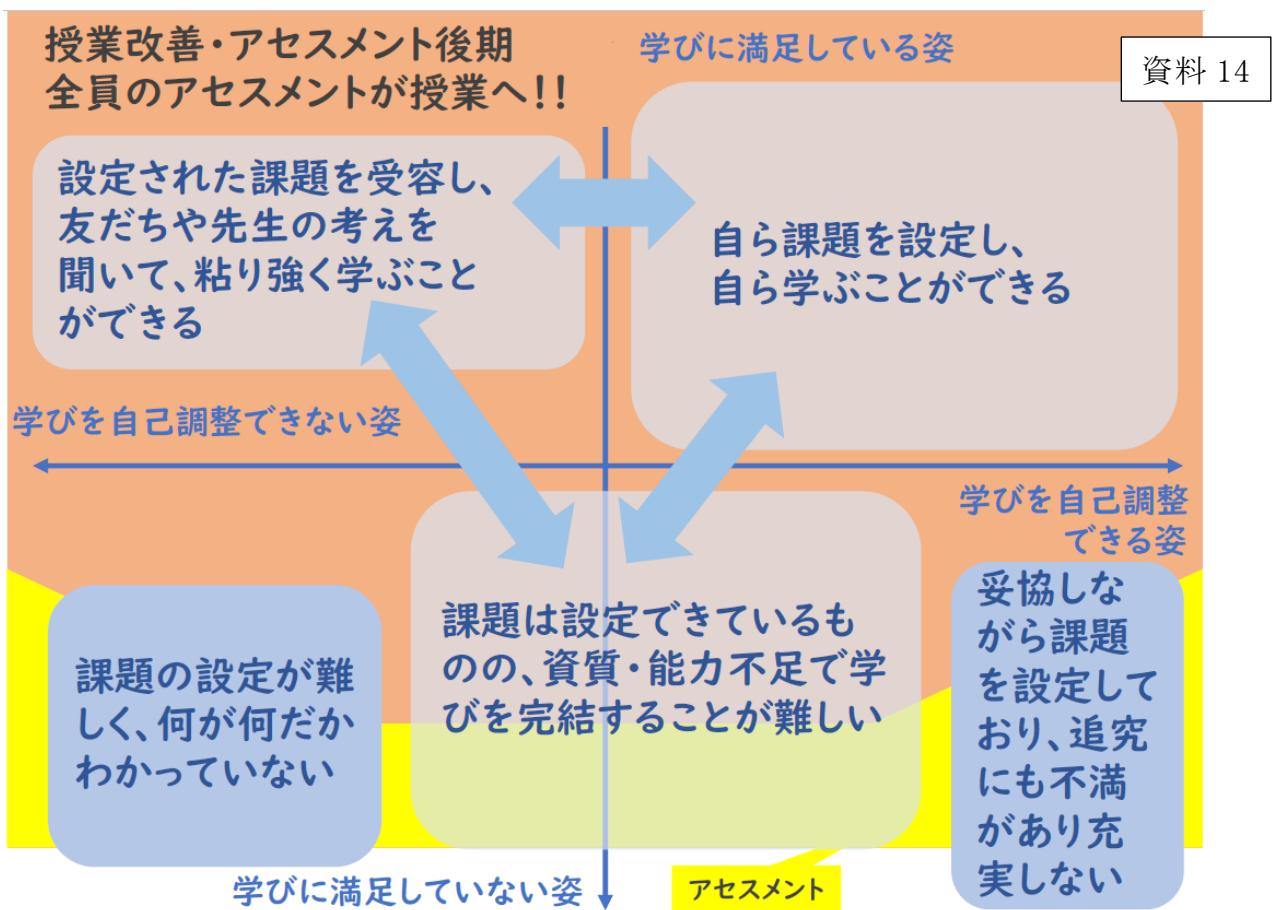 授業改善・アセスメント後期
全員のアセスメントが授業へ!!
学びに満足している姿
資料 14
設定された課題を受容し、
友だちや先生の考えを
聞いて、粘り強く学ぶこと
ができる
自ら課題を設定し、
自ら学ぶことができる
学びを自己調整できない姿
学びを自己調整
できる姿
課題の設定が難
しく、何が何だか
わかっていない
課題は設定できているも
のの、資質・能力不足で学
びを完結することが難しい
妥協しな
がら課題
を設定して
おり、追究
にも不満
があり充
実しない
学びに満足していない姿
アセスメント